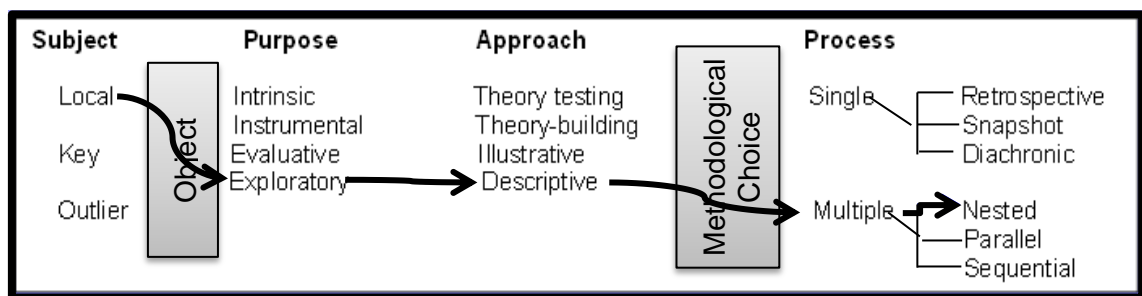 Subject Purpose Approach Process
Local Object Intrinsic Theory testing Methodological Choice Single Retrospective
Instrumental Theory-building Snapshot
Key Evaluative Illustrative Diachronic
Exploratory Descriptive
Outlier Multiple Nested
Parallel
Sequential